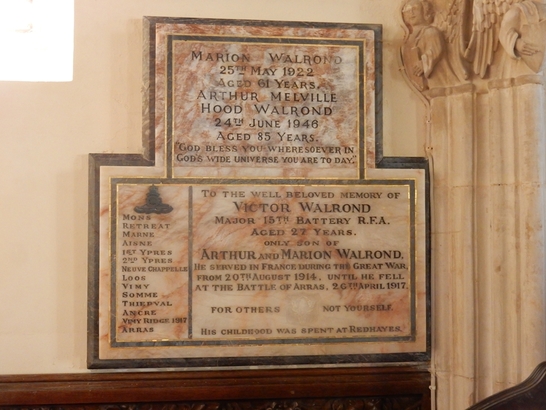 MARION WALROND
25TH MAY 1922
AGED 61 YEARS.
ARTHUR MELVILLE
HOOD WALROND
24TH JUNE 1946
AGED 85 YEARS.
"GOD BLESS YOU WHERESOEVER IN
GOD'S WIDE UNIVERSE YOU ARE TO DAY."
MONS
RETREAT
MARNE
AISNE
1ST YPRES
2ND YPRES
NEUVE CHAPPELLE
LOOS
VIMY
SOMME
THIEPVAL
ANCRE
VIMY RIDGE 1917
ARRAS
TO THE WELL BELOVED MEMORY OF
VICTOR WALROND
MAJOR 15TH BATTERY R.F.A.
AGED 27 YEARS.
ONLY SON OF
ARTHUR AND MARION WALROND.
HE SERVED IN FRANCE DURING THE GREAT WAR,
FROM 20TH AUGUST 1914, UNTIL HE FELL
AT THE BATTLE OF ARRAS, 26TH APRIL 1917.
FOR OTHERS NOT YOURSELF.
HIS CHILDHOOD WAS SPENT AT REDHAYES.